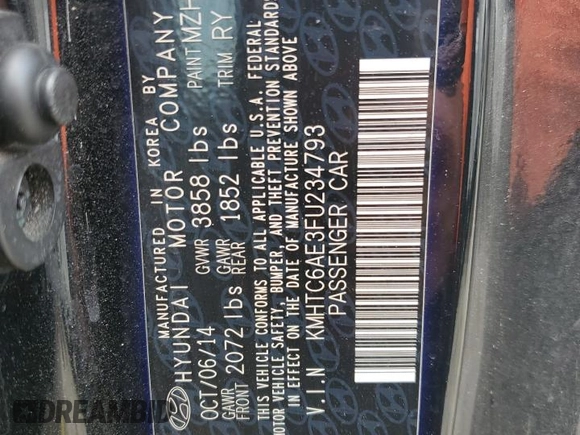 MANUFACTURED IN KOREA BY
HYUNDAI MOTOR COMPANY
OCT/06/14 GVWR 3858 lbs PAINT MZH
GAWR FRONT 2072 lbs GAWR REAR 1852 lbs TRIM RY
THIS VEHICLE CONFORMS TO ALL APPLICABLE U.S.A. FEDERAL
MOTOR VEHICLE SAFETY, BUMPER, AND THEFT PREVENTION STANDARDS
IN EFFECT ON THE DATE OF MANUFACTURE SHOWN ABOVE
V.I.N KMHTC6AE3FU234793
PASSENGER CAR
DREAMBID